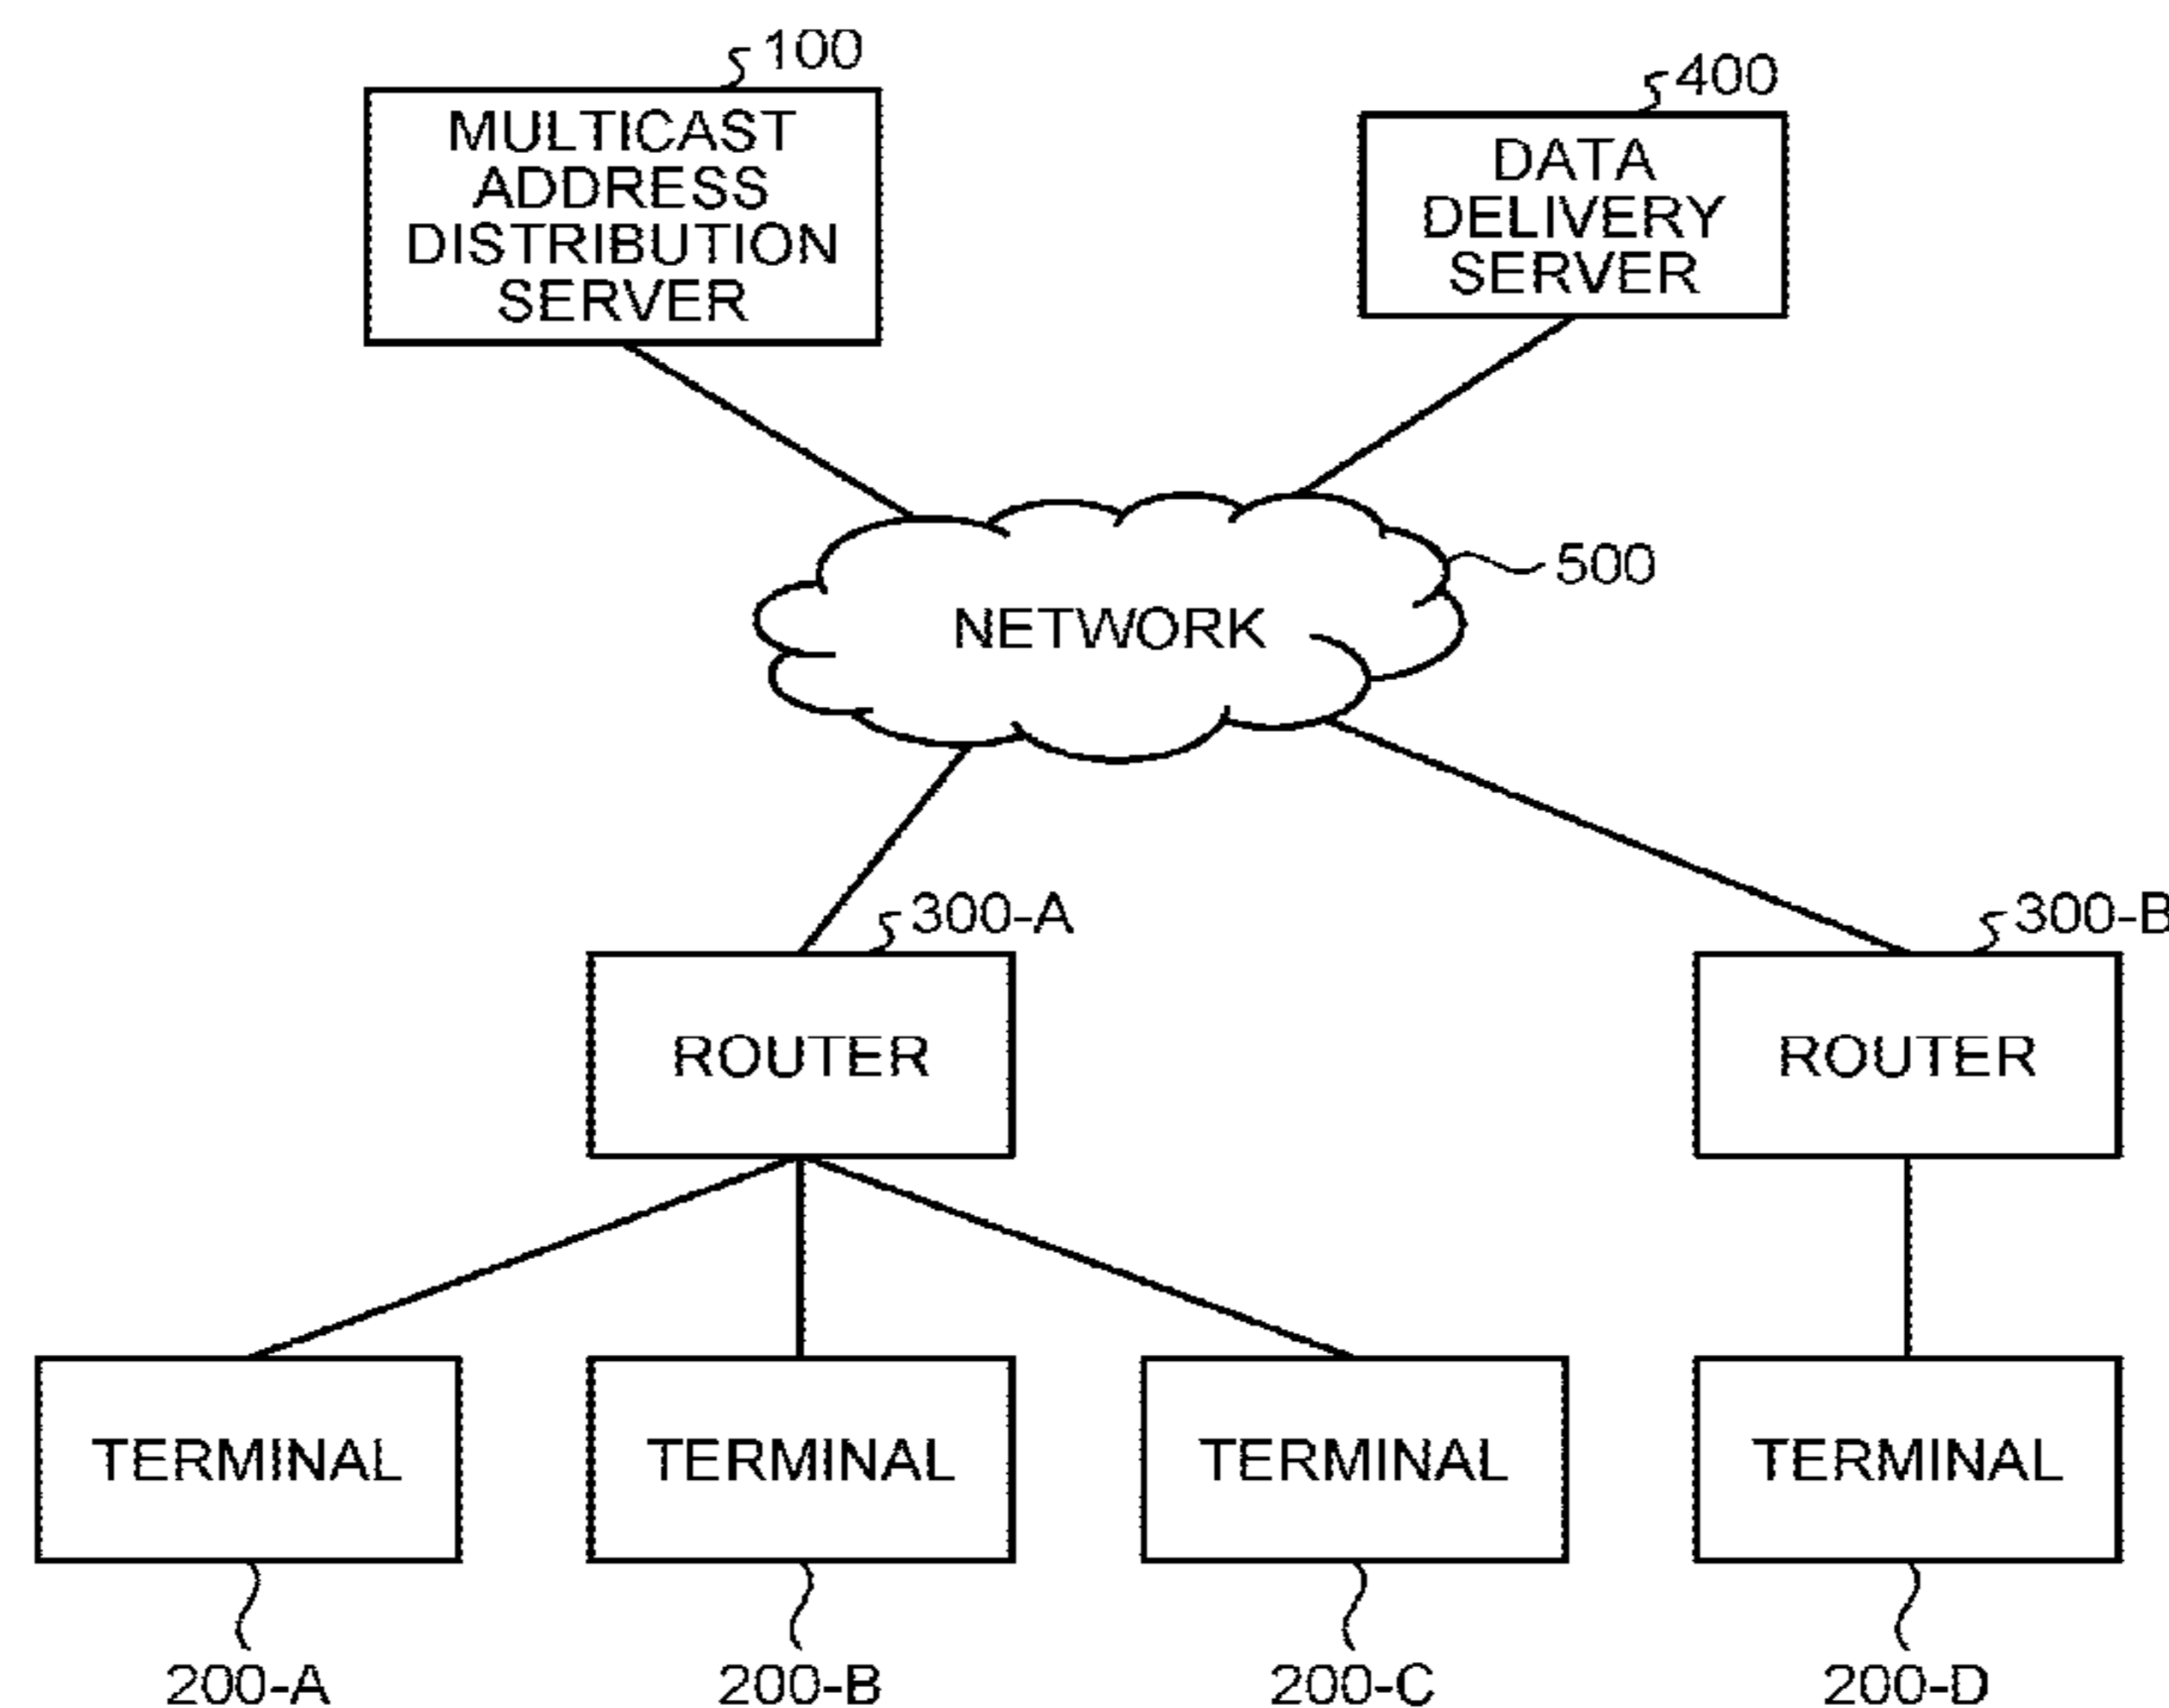 100
MULTICAST
ADDRESS
DISTRIBUTION
SERVER
400
DATA
DELIVERY
SERVER
500
NETWORK
300-A
ROUTER
300-B
ROUTER
TERMINAL
TERMINAL
TERMINAL
TERMINAL
200-A
200-B
200-C
200-D